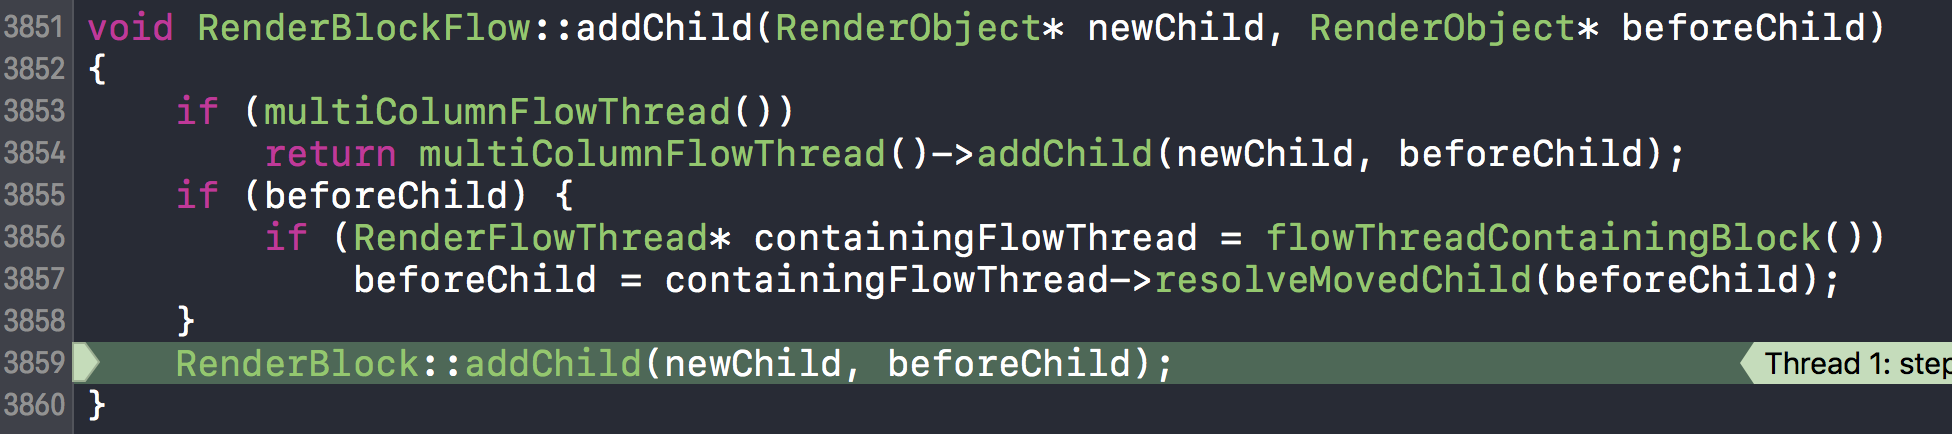 3851 void RenderBlockFlow::addChild(RenderObject* newChild, RenderObject* beforeChild)
3852 {
3853     if (multiColumnFlowThread())
3854         return multiColumnFlowThread()->addChild(newChild, beforeChild);
3855     if (beforeChild) {
3856         if (RenderFlowThread* containingFlowThread = flowThreadContainingBlock())
3857             beforeChild = containingFlowThread->resolveMovedChild(beforeChild);
3858     }
3859     RenderBlock::addChild(newChild, beforeChild); Thread 1: step
3860 }